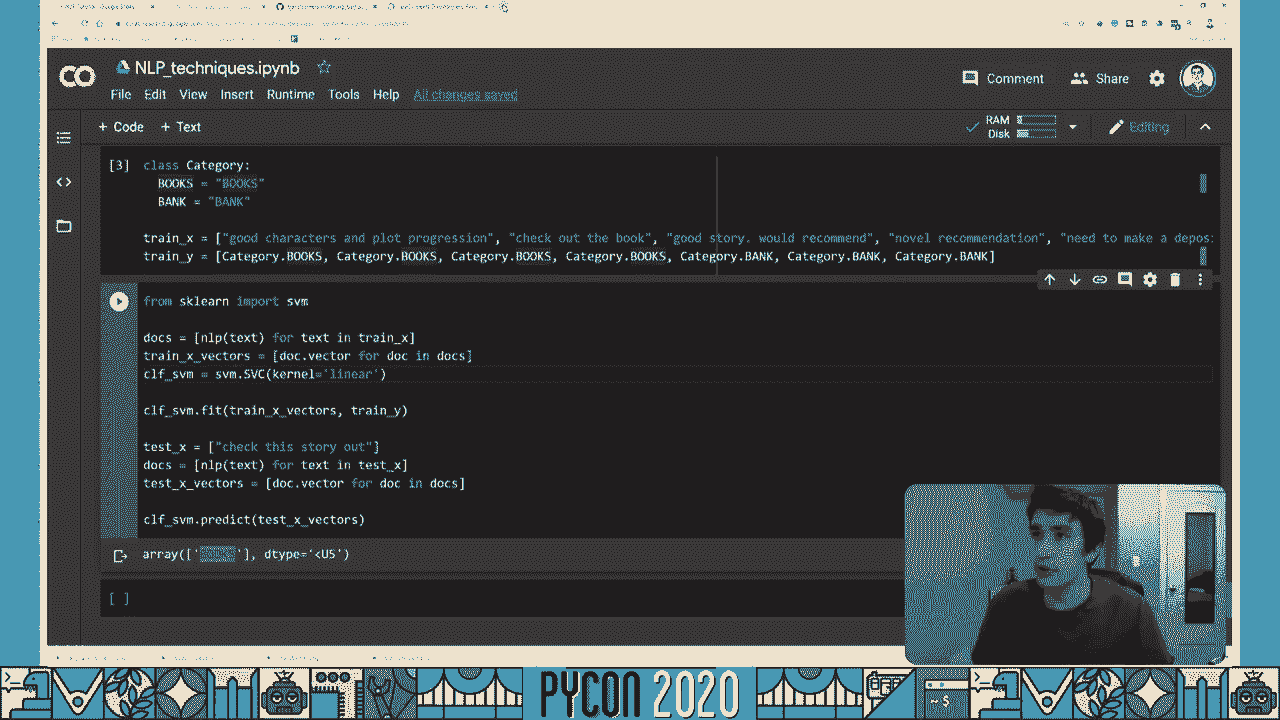 NLP_techniques.ipynb
File Edit View Insert Runtime Tools Help All changes saved
Comment Share
+ Code + Text
RAM
Disk
Editing
[3] class Category:
BOOKS = "BOOKS"
BANK = "BANK"
train_x = ["good characters and plot progression", "check out the book", "good story. would recommend", "novel recommendation", "need to make a depos
train_y = [Category.BOOKS, Category.BOOKS, Category.BOOKS, Category.BOOKS, Category.BANK, Category.BANK, Category.BANK]
from sklearn import svm
docs = [nlp(text) for text in train_x]
train_x_vectors = [doc.vector for doc in docs]
clf_svm = svm.SVC(kernel='linear')
clf_svm.fit(train_x_vectors, train_y)
test_x = ["check this story out"]
docs = [nlp(text) for text in test_x]
test_x_vectors = [doc.vector for doc in docs]
clf_svm.predict(test_x_vectors)
array([' '], dtype='<U5')
[ ]
PYCON 2020